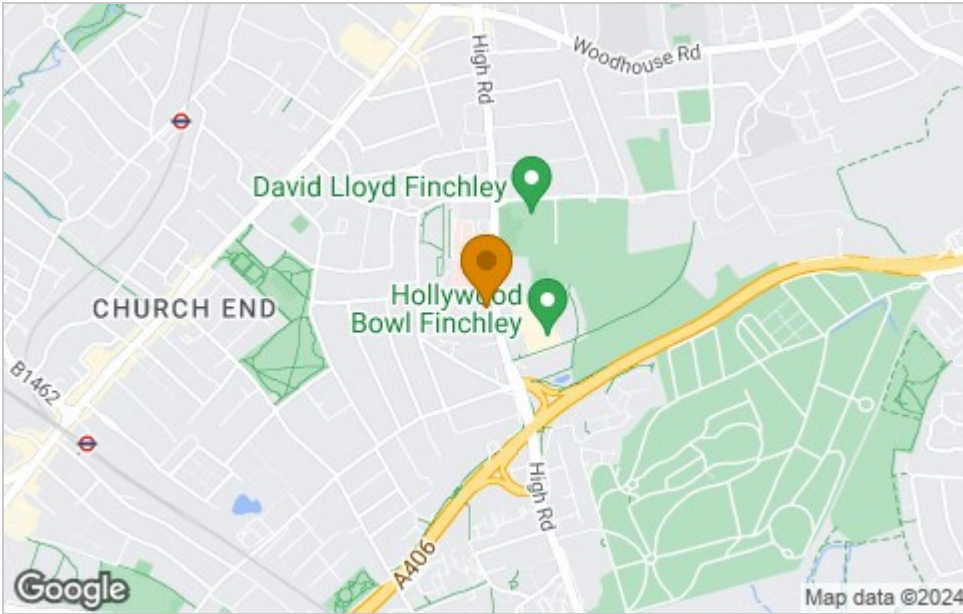 High Rd
Woodhouse Rd
David Lloyd Finchley
Hollywood
Bowl Finchley
CHURCH END
B1462
High Rd
A406
Google
Map data ©2024